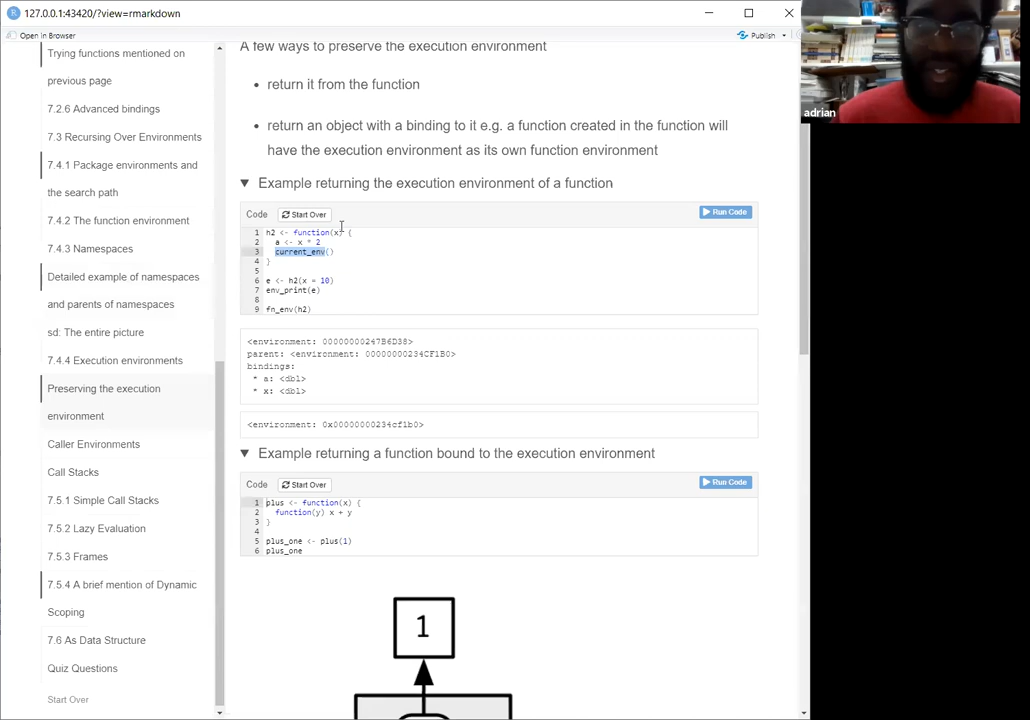 127.0.0.1:43420/?view=rmarkdown
Open in Browser
Publish
Trying functions mentioned on
previous page
7.2.6 Advanced bindings
7.3 Recursing Over Environments
7.4.1 Package environments and
the search path
7.4.2 The function environment
7.4.3 Namespaces
Detailed example of namespaces
and parents of namespaces
sd: The entire picture
7.4.4 Execution environments
Preserving the execution
environment
Caller Environments
Call Stacks
7.5.1 Simple Call Stacks
7.5.2 Lazy Evaluation
7.5.3 Frames
7.5.4 A brief mention of Dynamic
Scoping
7.6 As Data Structure
Quiz Questions
Start Over
A few ways to preserve the execution environment
• return it from the function
• return an object with a binding to it e.g. a function created in the function will
have the execution environment as its own function environment
▼ Example returning the execution environment of a function
Code Start Over Run Code
1 h2 <- function(x) {
2 a <- x * 2
3 current_env()
4 }
5
6 e <- h2(x = 10)
7 env_print(e)
8
9 fn_env(h2)
<environment: 00000000247B6D38>
parent: <environment: 00000000234CF1B0>
bindings:
* a: <dbl>
* x: <dbl>
<environment: 0x00000000234cf1b0>
▼ Example returning a function bound to the execution environment
Code Start Over Run Code
1 plus <- function(x) {
2 function(y) x + y
3 }
4
5 plus_one <- plus(1)
6 plus_one
1
adrian